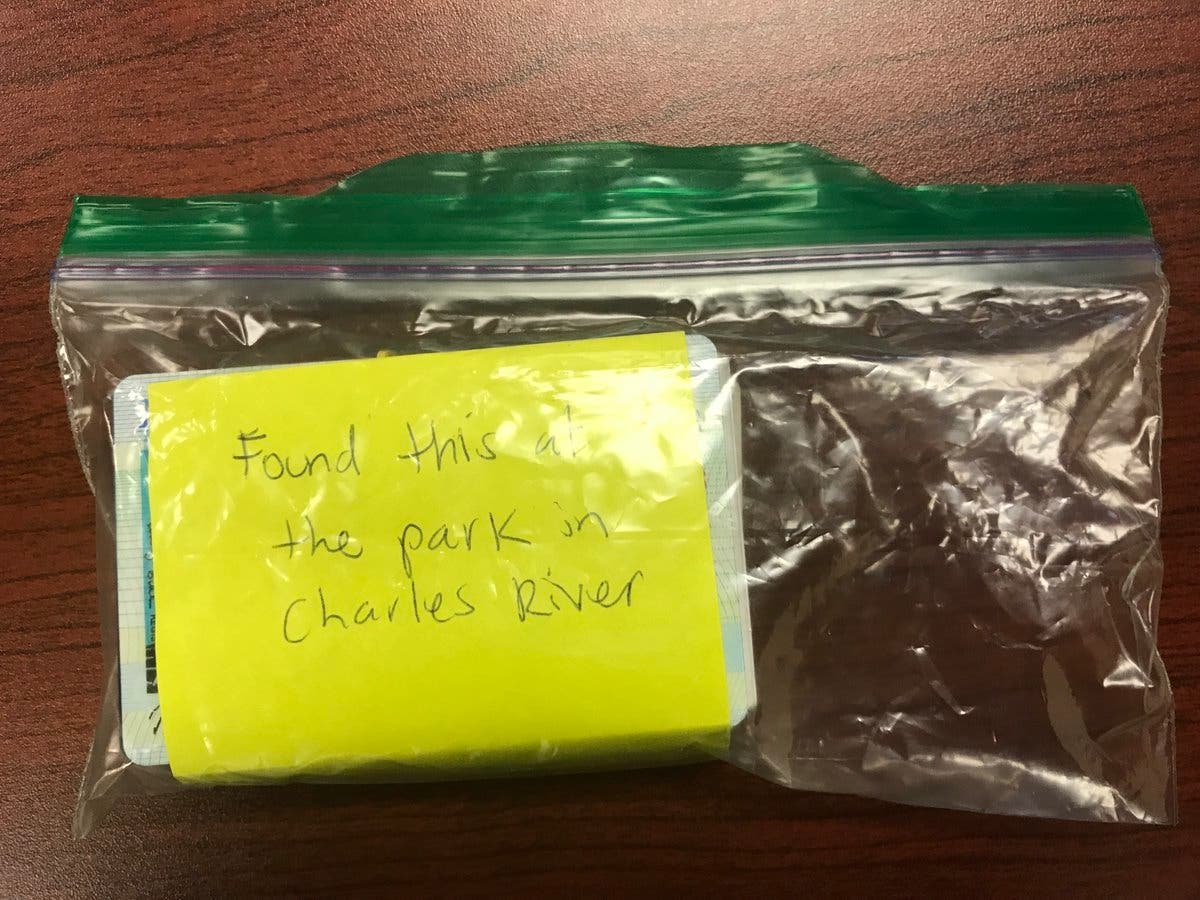 Found this at
the park in
Charles River